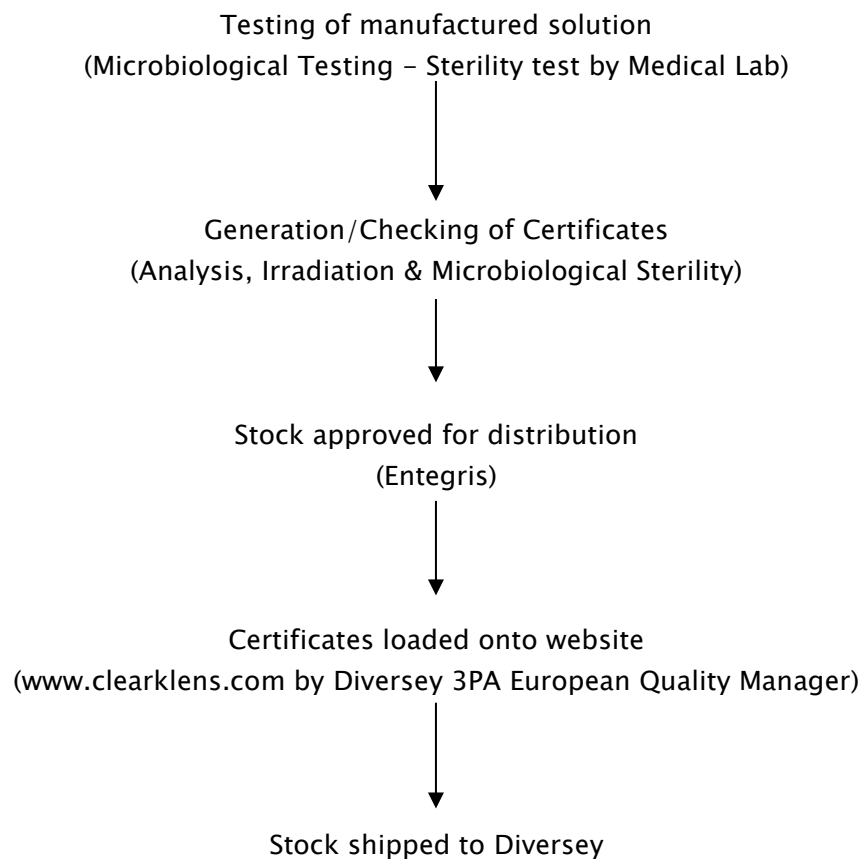 Testing of manufactured solution
(Microbiological Testing – Sterility test by Medical Lab)
Generation/Checking of Certificates
(Analysis, Irradiation & Microbiological Sterility)
Stock approved for distribution
(Entegris)
Certificates loaded onto website
(www.clearklens.com by Diversey 3PA European Quality Manager)
Stock shipped to Diversey